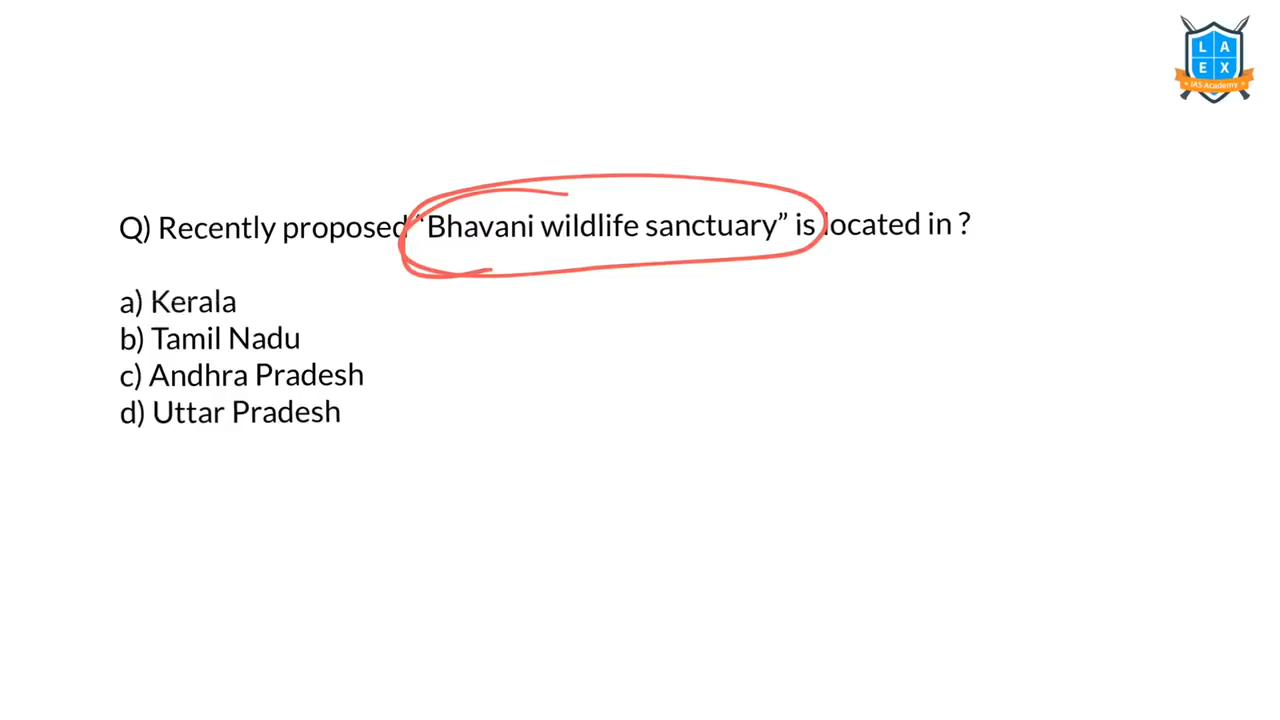 L A
E X
IAS Academy
Q) Recently proposed “Bhavani wildlife sanctuary” is located in ?
a) Kerala
b) Tamil Nadu
c) Andhra Pradesh
d) Uttar Pradesh